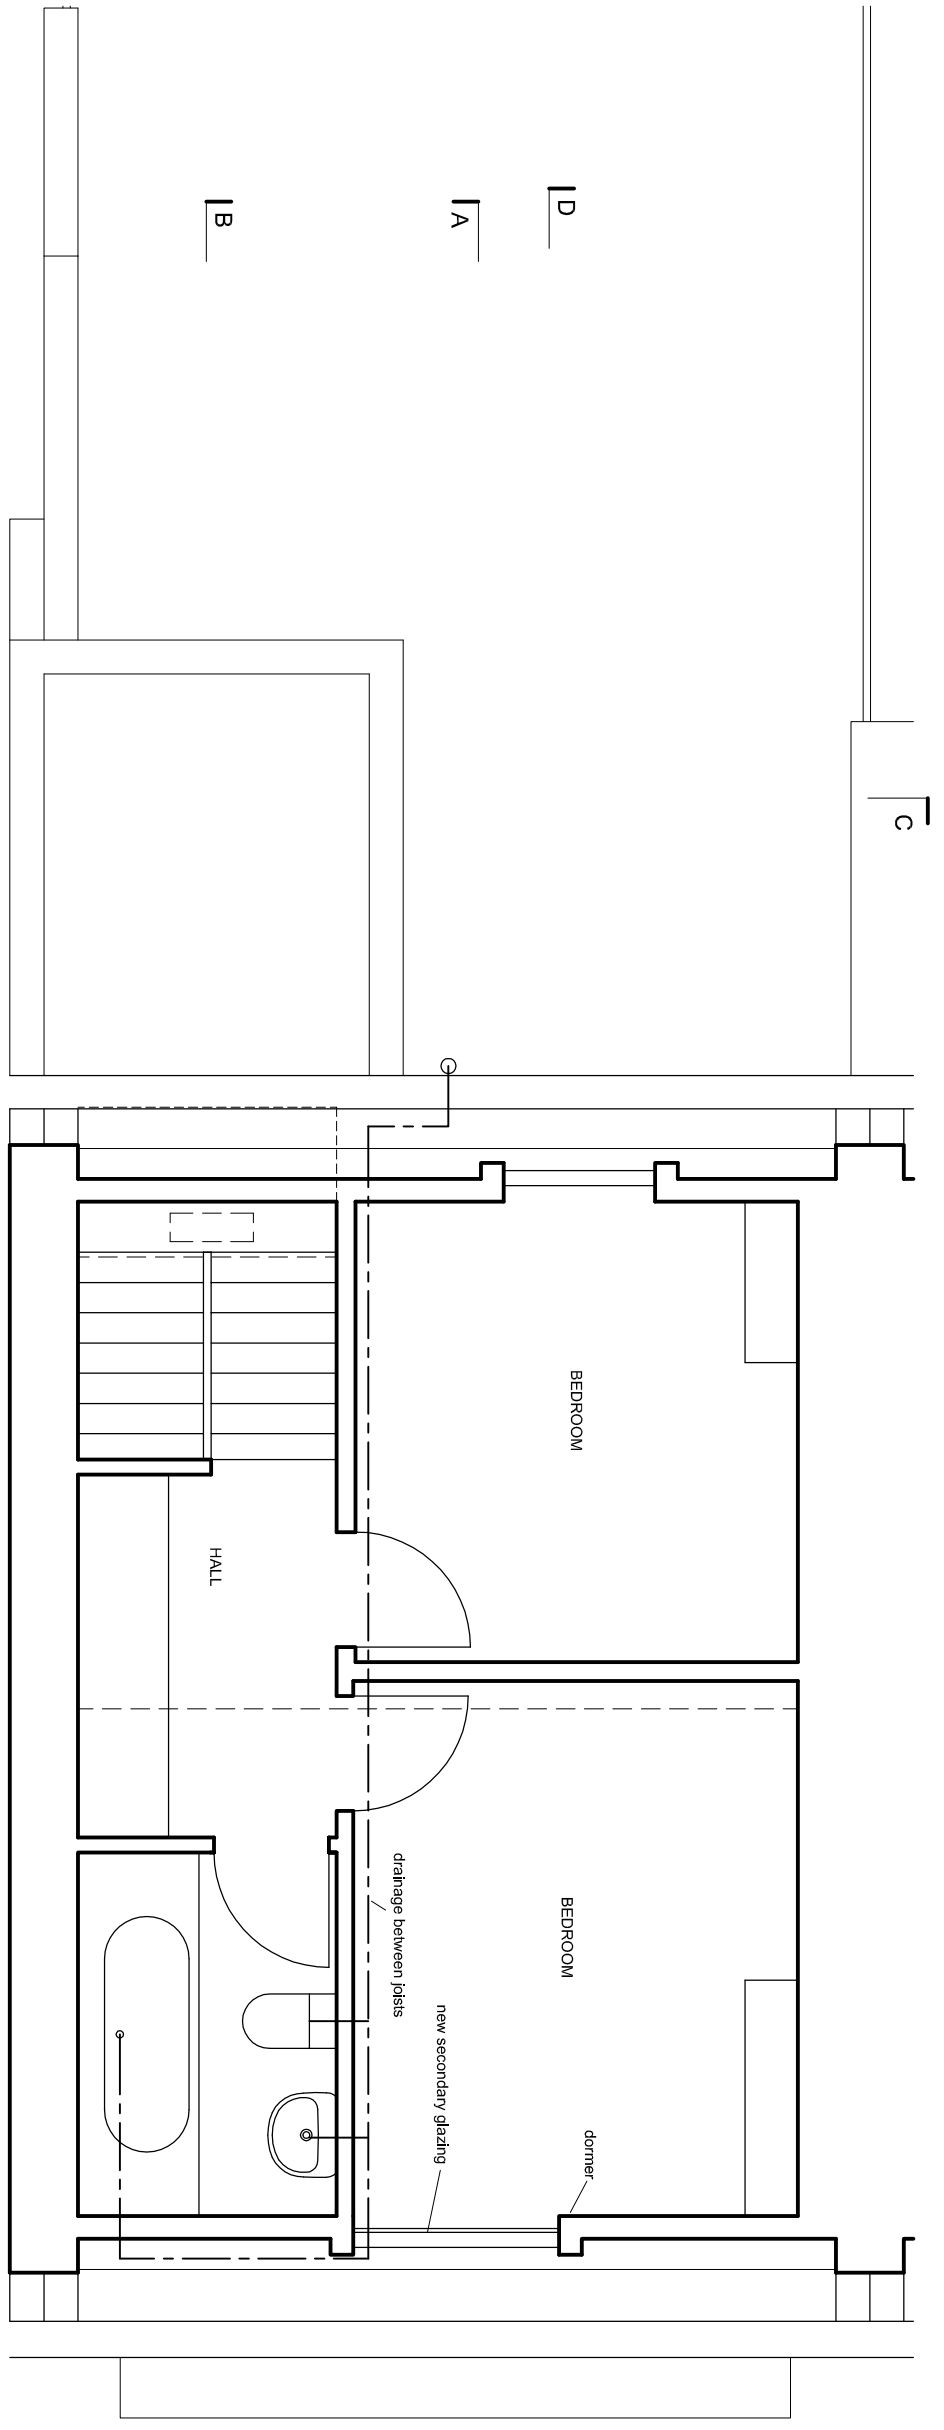 B
A
D
C
BEDROOM
HALL
BEDROOM
drainage between joists
new secondary glazing
dormer